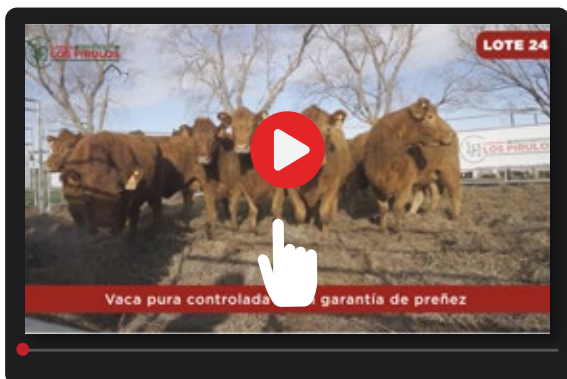 LOS PIRULOS
LOTE 24
LOS PIRULOS
Vaca pura controlada garantía de preñez